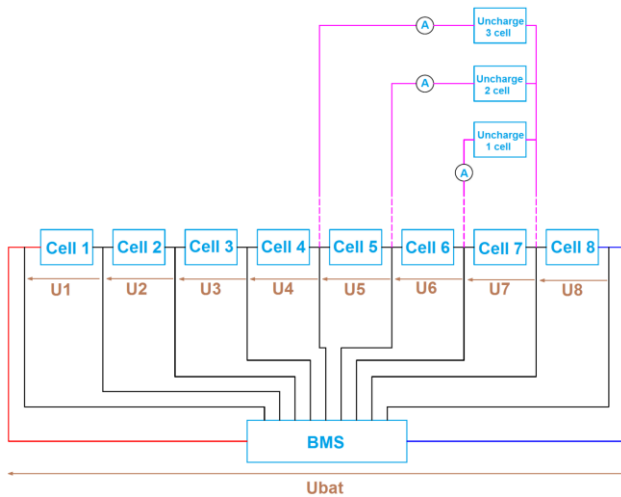 A
Uncharge
3 cell
A
Uncharge
2 cell
Uncharge
1 cell
A
Cell 1
Cell 2
Cell 3
Cell 4
Cell 5
Cell 6
Cell 7
Cell 8
U1
U2
U3
U4
U5
U6
U7
U8
BMS
Ubat